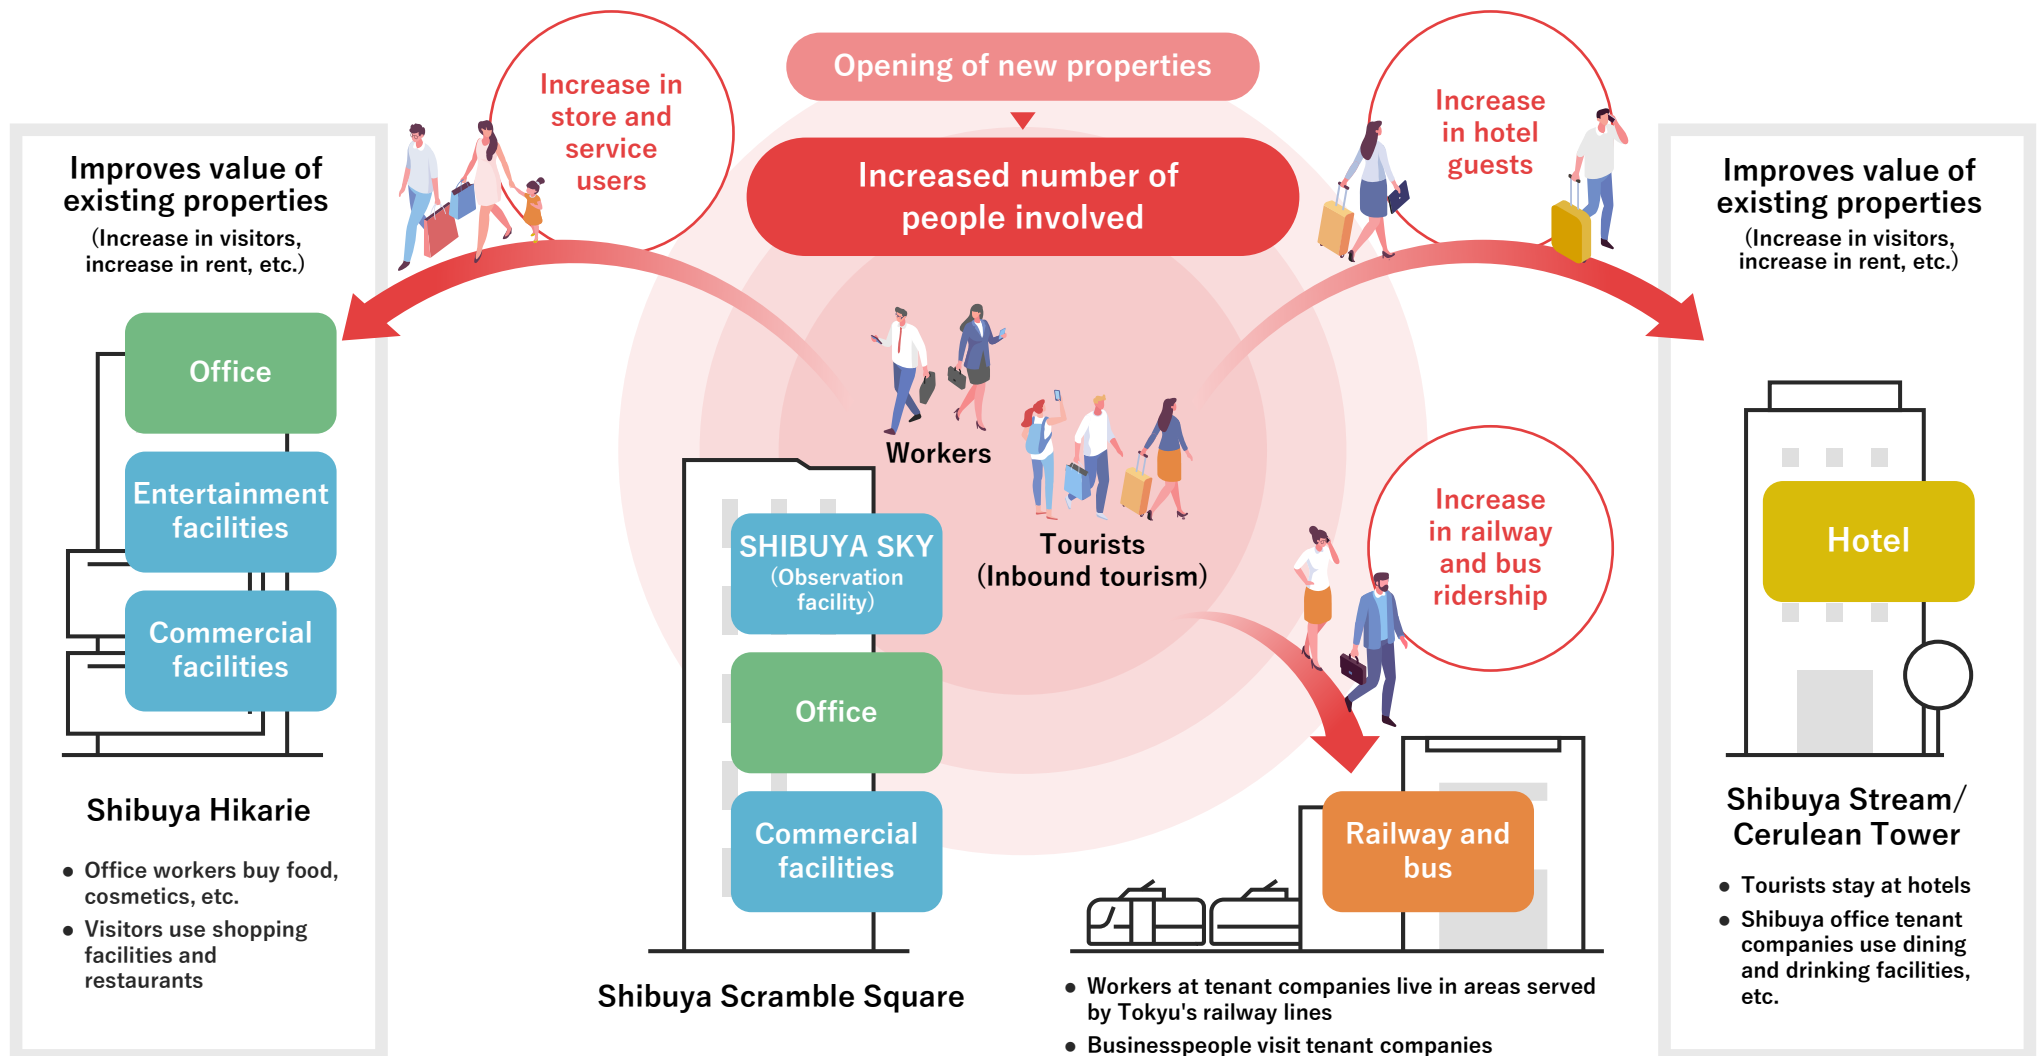 Opening of new properties
Increased number of
people involved
Increase in
store and
service
users
Increase
in hotel
guests
Improves value of
existing properties
(Increase in visitors,
increase in rent, etc.)
Office
Entertainment
facilities
Commercial
facilities
Shibuya Hikarie
● Office workers buy food,
cosmetics, etc.
● Visitors use shopping
facilities and
restaurants
Workers
Tourists
(Inbound tourism)
SHIBUYA SKY
(Observation
facility)
Office
Commercial
facilities
Shibuya Scramble Square
Increase
in railway
and bus
ridership
Railway and
bus
● Workers at tenant companies live in areas served
by Tokyu's railway lines
● Businesspeople visit tenant companies
Improves value of
existing properties
(Increase in visitors,
increase in rent, etc.)
Hotel
Shibuya Stream/
Cerulean Tower
● Tourists stay at hotels
● Shibuya office tenant
companies use dining
and drinking facilities,
etc.